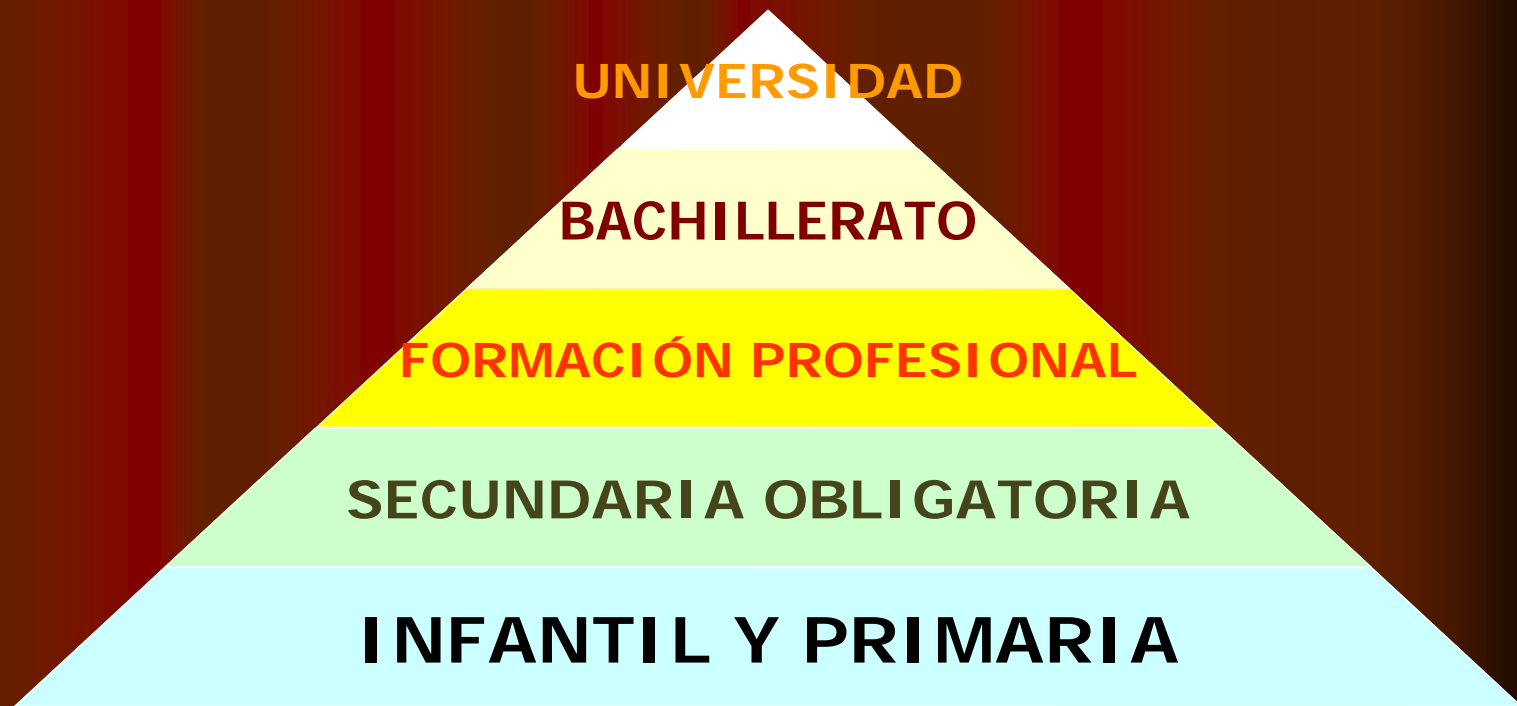 UNIVERSIDAD
BACHILLERATO
FORMACIÓN PROFESIONAL
SECUNDARIA OBLIGATORIA
INFANTIL Y PRIMARIA